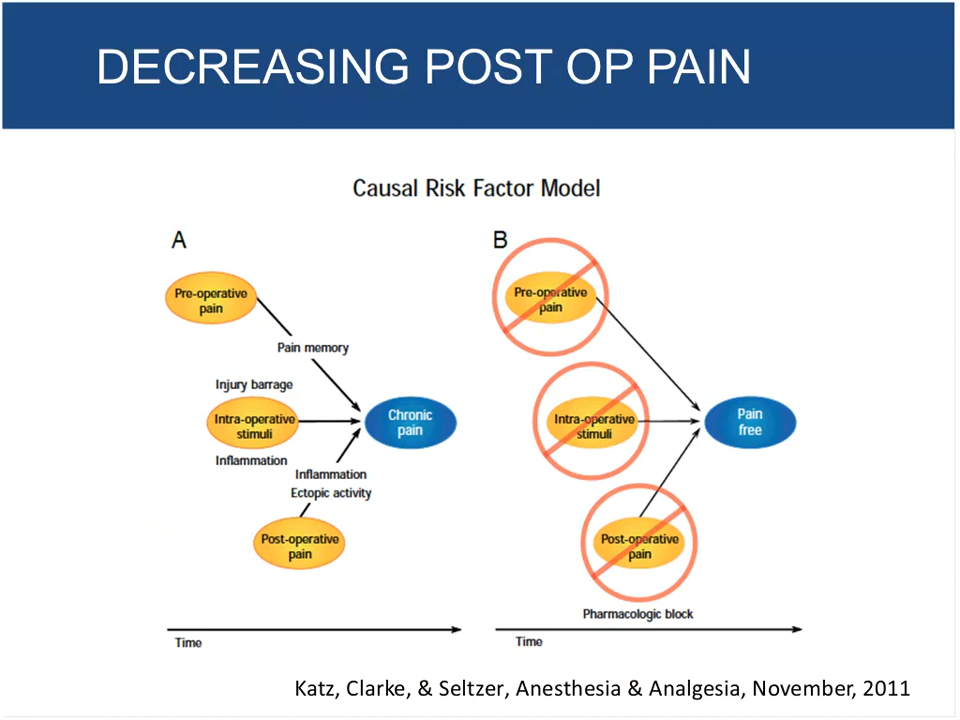 DECREASING POST OP PAIN
Causal Risk Factor Model
A
Pre-operative
pain
Pain memory
Injury barrage
Intra-operative
stimuli
Inflammation
Chronic
pain
Inflammation
Ectopic activity
Post-operative
pain
Time
B
Pre-operative
pain
Intra-operative
stimuli
Pain
free
Post-operative
pain
Pharmacologic block
Time
Katz, Clarke, & Seltzer, Anesthesia & Analgesia, November, 2011